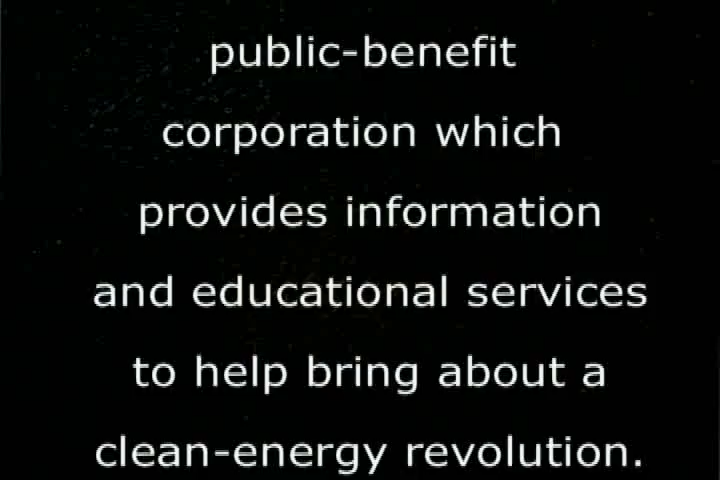 public-benefit
corporation which
provides information
and educational services
to help bring about a
clean-energy revolution.